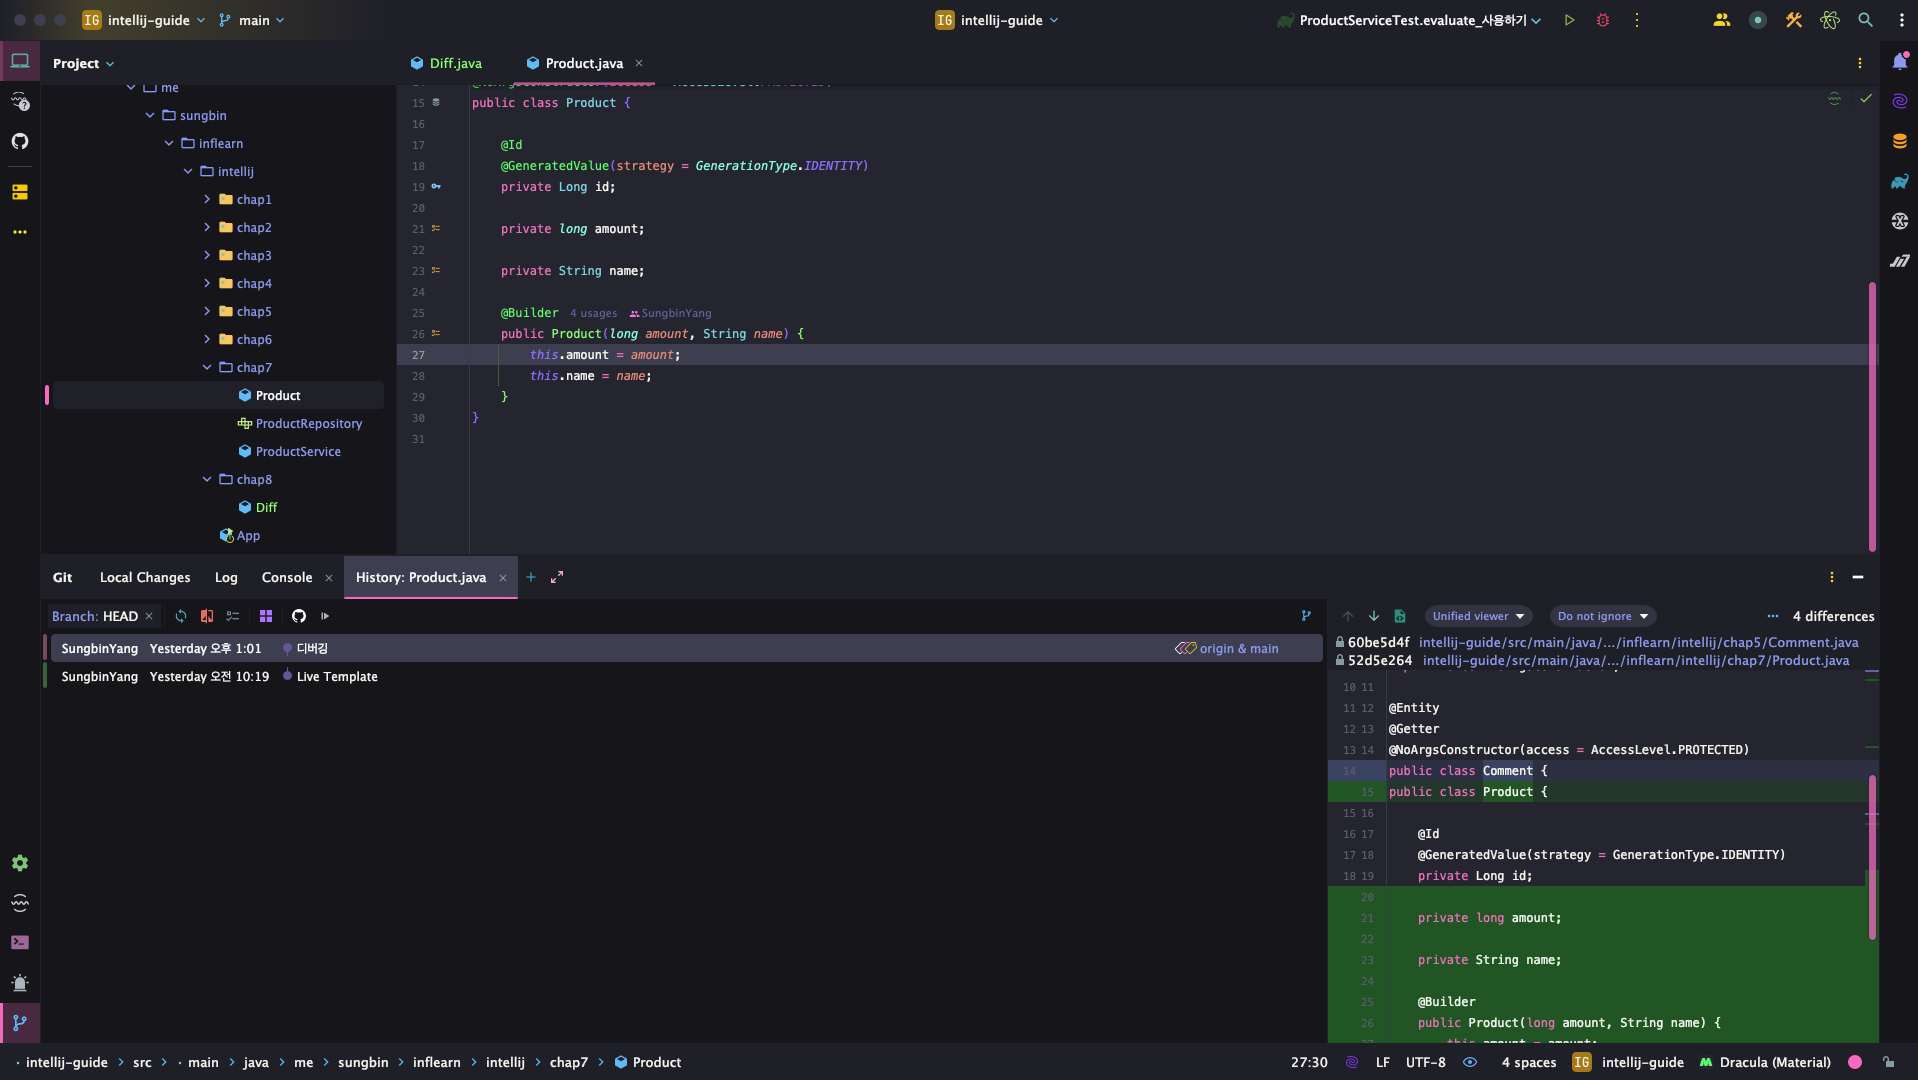 IG intellij-guide main
IG intellij-guide
ProductServiceTest.evaluate_사용하기
Project
me
sungbin
inflearn
intellij
chap1
chap2
chap3
chap4
chap5
chap6
chap7
Product
ProductRepository
ProductService
chap8
Diff
App
Diff.java Product.java
15 public class Product {
16
17 @Id
18 @GeneratedValue(strategy = GenerationType.IDENTITY)
19 private Long id;
20
21 private long amount;
22
23 private String name;
24
25 @Builder 4 usages SungbinYang
26 public Product(long amount, String name) {
27 this.amount = amount;
28 this.name = name;
29 }
30 }
31
Git Local Changes Log Console History: Product.java
Branch: HEAD
SungbinYang Yesterday 오후 1:01 디버깅 origin & main
SungbinYang Yesterday 오전 10:19 Live Template
Unified viewer Do not ignore 4 differences
60be5d4f intellij-guide/src/main/java/.../inflearn/intellij/chap5/Comment.java
52d5e264 intellij-guide/src/main/java/.../inflearn/intellij/chap7/Product.java
10 11
11 12 @Entity
12 13 @Getter
13 14 @NoArgsConstructor(access = AccessLevel.PROTECTED)
14 public class Comment {
15 public class Product {
15 16
16 17 @Id
17 18 @GeneratedValue(strategy = GenerationType.IDENTITY)
18 19 private Long id;
20
21 private long amount;
22
23 private String name;
24
25 @Builder
26 public Product(long amount, String name) {
this.amount = amount;
intellij-guide > src > main > java > me > sungbin > inflearn > intellij > chap7 > Product
27:30 LF UTF-8 4 spaces IG intellij-guide Dracula (Material)